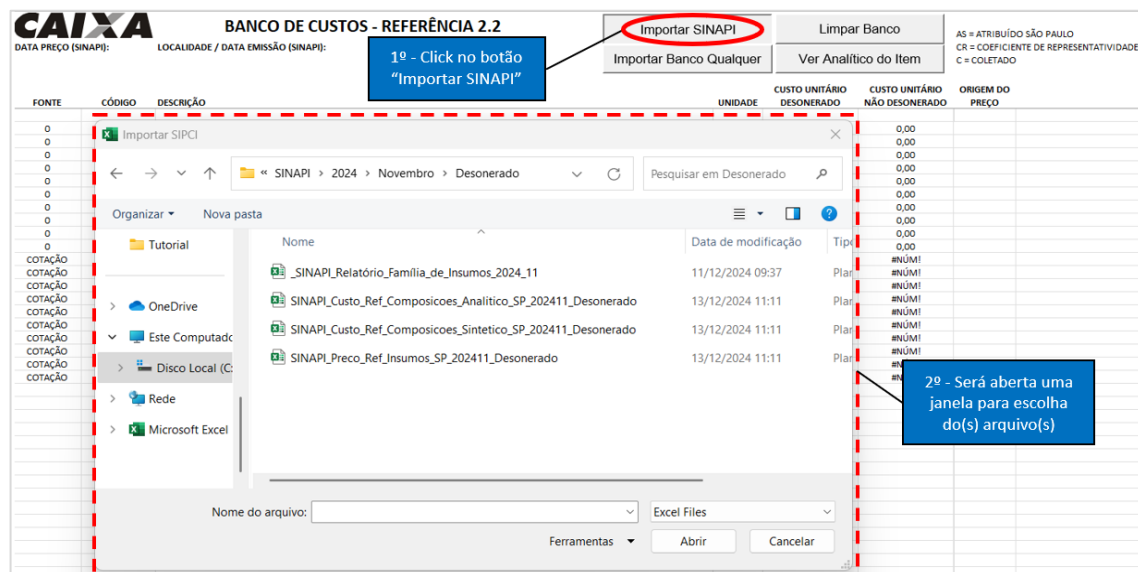 CAIXA
BANCO DE CUSTOS - REFERÊNCIA 2.2
DATA PREÇO (SINAPI):
LOCALIDADE / DATA EMISSÃO (SINAPI):
1º - Click no botão
“Importar SINAPI”
Importar SINAPI
Limpar Banco
Importar Banco Qualquer
Ver Analítico do Item
AS = ATRIBUÍDO SÃO PAULO
CR = COEFICIENTE DE REPRESENTATIVIDADE
C = COLETADO
FONTE CÓDIGO DESCRIÇÃO UNIDADE CUSTO UNITÁRIO DESONERADO CUSTO UNITÁRIO NÃO DESONERADO ORIGEM DO PREÇO
0 0,00
0 0,00
0 0,00
0 0,00
0 0,00
0 0,00
0 0,00
0 0,00
0 0,00
0 0,00
COTAÇÃO #NÚM!
COTAÇÃO #NÚM!
COTAÇÃO #NÚM!
COTAÇÃO #NÚM!
COTAÇÃO #NÚM!
COTAÇÃO #NÚM!
COTAÇÃO #NÚM!
COTAÇÃO #NÚM!
COTAÇÃO
COTAÇÃO
Importar SIPCI
« SINAPI > 2024 > Novembro > Desonerado
Pesquisar em Desonerado
Organizar
Nova pasta
Tutorial
OneDrive
Este Computadc
Disco Local (C:
Rede
Microsoft Excel
Nome Data de modificação Tipo
_SINAPI_Relatório_Família_de_Insumos_2024_11 11/12/2024 09:37 Plar
SINAPI_Custo_Ref_Composicoes_Analitico_SP_202411_Desonerado 13/12/2024 11:11 Plar
SINAPI_Custo_Ref_Composicoes_Sintetico_SP_202411_Desonerado 13/12/2024 11:11 Plar
SINAPI_Preco_Ref_Insumos_SP_202411_Desonerado 13/12/2024 11:11 Plar
2º - Será aberta uma
janela para escolha
do(s) arquivo(s)
Nome do arquivo:
Excel Files
Ferramentas
Abrir
Cancelar